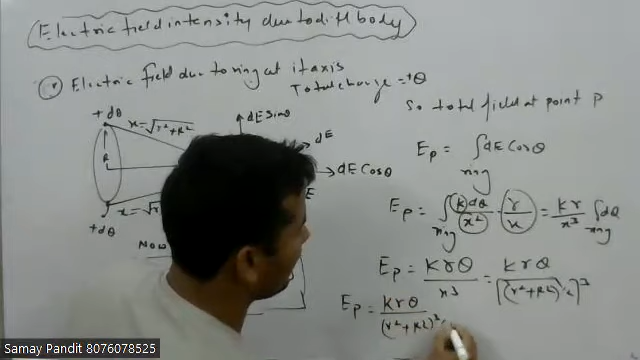 Electric field intensity due to diff body
Electric field due to ring at it axis
Total charge = +Q
+dQ
x = √r²+R²
dE sinθ
dE
dE cosθ
R
E
x = √r
+dQ
Now
So total field at point P
Ep = ∫ring dE cosθ
Ep = ∫ring K dQ / x² · r / x = Kr / x³ ∫ring dQ
Ep = KrQ / x³ = KrQ / [(r²+R²)^½]³
Ep = KrQ / (r²+R²)³
Samay Pandit 8076078525